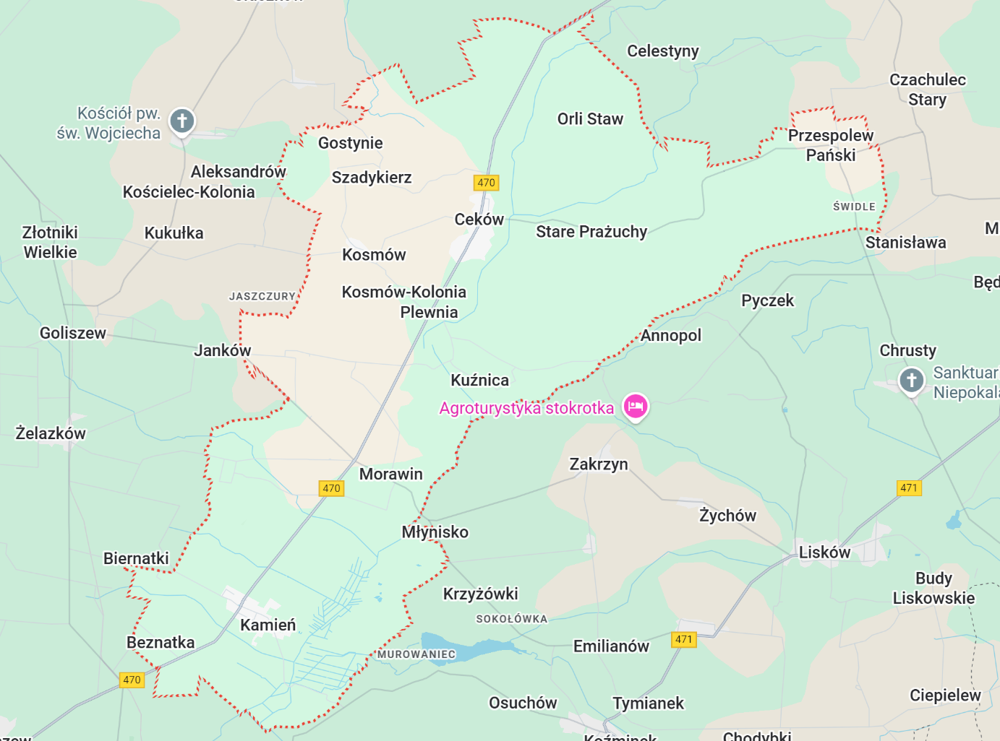 Celestyny
Czachulec
Stary
Kościół pw.
św. Wojciecha
Orli Staw
Gostynie
Przespolew
Pański
Aleksandrów
Kościelec-Kolonia
Szadykierz
470
ŚWIDLE
Złotniki
Wielkie
Kukułka
Ceków
Stare Prażuchy
Stanisława
Kosmów
JASZCZURY
Kosmów-Kolonia
Plewnia
Pyczek
Goliszew
Janków
Annopol
Chrusty
Kuźnica
Sanktuar
Niepokala
Agroturystyka stokrotka
Żelazków
Zakrzyn
Morawin
470
471
Żychów
Młynisko
Biernatki
Lisków
Krzyżówki
Budy
Liskowskie
Kamień
SOKOŁÓWKA
Beznatka
MUROWANIEC
Emilianów
471
470
Osuchów
Tymianek
Ciepielew
Koźminek
Chodybki